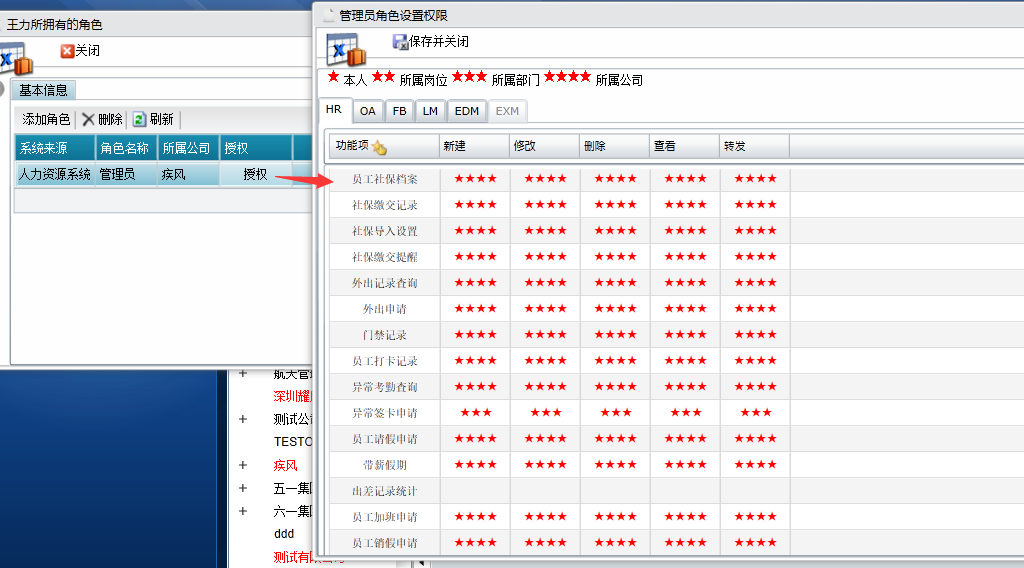 王力所拥有的角色
关闭
基本信息
添加角色 删除 刷新
系统来源 角色名称 所属公司 授权
人力资源系统 管理员 疾风 授权
航天管
深圳耀
测试公
TESTC
疾风
五一集
六一集
ddd
测试有限公司
管理员角色设置权限
保存并关闭
★ 本人 ★★ 所属岗位 ★★★ 所属部门 ★★★★ 所属公司
HR OA FB LM EDM EXM
功能项 新建 修改 删除 查看 转发
员工社保档案 ★★★★ ★★★★ ★★★★ ★★★★ ★★★★
社保缴交记录 ★★★★ ★★★★ ★★★★ ★★★★ ★★★★
社保导入设置 ★★★★ ★★★★ ★★★★ ★★★★ ★★★★
社保缴交提醒 ★★★★ ★★★★ ★★★★ ★★★★ ★★★★
外出记录查询 ★★★★ ★★★★ ★★★★ ★★★★ ★★★★
外出申请 ★★★★ ★★★★ ★★★★ ★★★★ ★★★★
门禁记录 ★★★★ ★★★★ ★★★★ ★★★★ ★★★★
员工打卡记录 ★★★★ ★★★★ ★★★★ ★★★★ ★★★★
异常考勤查询 ★★★★ ★★★★ ★★★★ ★★★★ ★★★★
异常签卡申请 ★★★ ★★★ ★★★ ★★★ ★★★
员工请假申请 ★★★★ ★★★★ ★★★★ ★★★★ ★★★★
带薪假期 ★★★★ ★★★★ ★★★★ ★★★★ ★★★★
出差记录统计
员工加班申请 ★★★★ ★★★★ ★★★★ ★★★★ ★★★★
员工销假申请 ★★★★ ★★★★ ★★★★ ★★★★ ★★★★